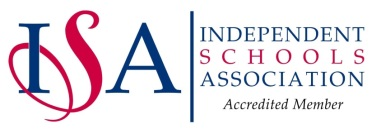 ISA
INDEPENDENT
SCHOOLS
ASSOCIATION
Accredited Member